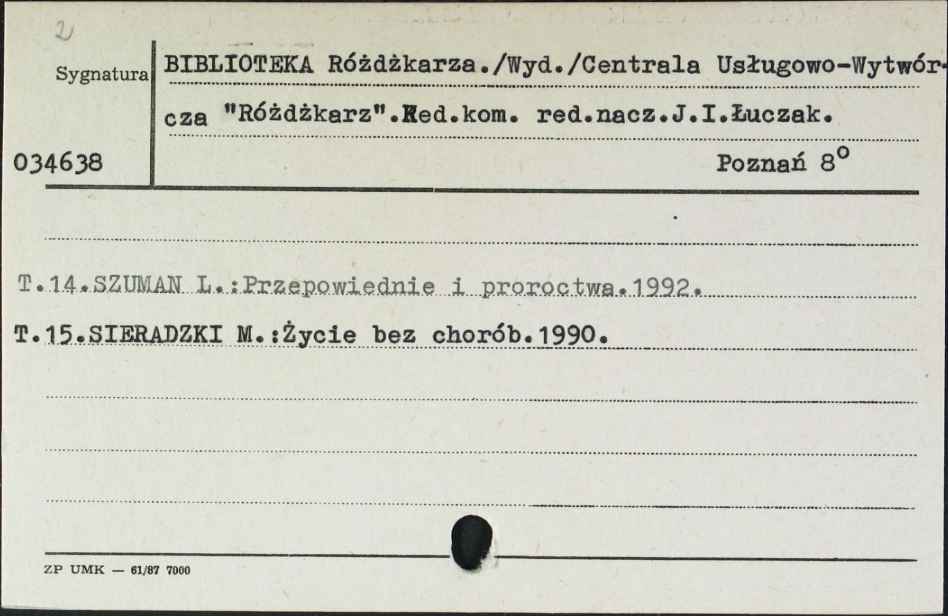 2
Sygnatura
BIBLIOTEKA Różdżkarza./Wyd./Centrala Usługowo-Wytwór-
cza "Różdżkarz".Red.kom. red.nacz.J.I.Łuczak.
034638
Poznań 8⁰
T.14.SZUMAN L.:Przepowiednie i proroctwa.1992.
T.15.SIERADZKI M.:Życie bez chorób.1990.
ZP UMK — 61/87 7000